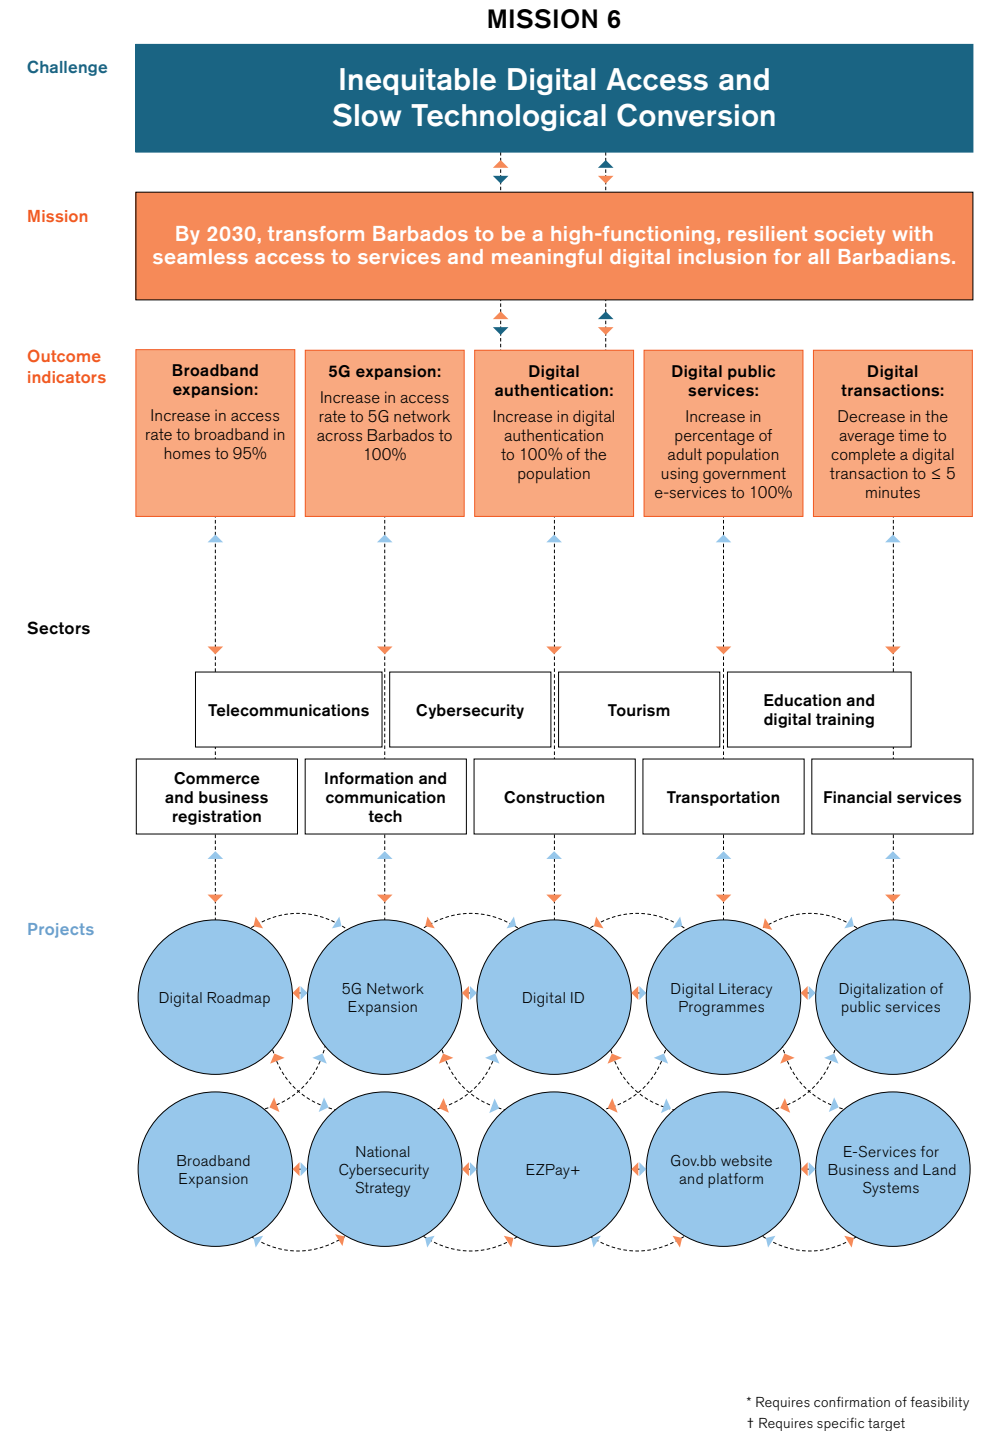 MISSION 6
Challenge
Inequitable Digital Access and
Slow Technological Conversion
Mission
By 2030, transform Barbados to be a high-functioning, resilient society with
seamless access to services and meaningful digital inclusion for all Barbadians.
Outcome
indicators
Broadband
expansion:
Increase in access
rate to broadband in
homes to 95%
5G expansion:
Increase in access
rate to 5G network
across Barbados to
100%
Digital
authentication:
Increase in digital
authentication
to 100% of the
population
Digital public
services:
Increase in
percentage of
adult population
using government
e-services to 100%
Digital
transactions:
Decrease in the
average time to
complete a digital
transaction to ≤ 5
minutes
Sectors
Telecommunications
Cybersecurity
Tourism
Education and
digital training
Commerce
and business
registration
Information and
communication
tech
Construction
Transportation
Financial services
Projects
Digital Roadmap
5G Network
Expansion
Digital ID
Digital Literacy
Programmes
Digitalization of
public services
Broadband
Expansion
National
Cybersecurity
Strategy
EZPay+
Gov.bb website
and platform
E-Services for
Business and Land
Systems
* Requires confirmation of feasibility
† Requires specific target